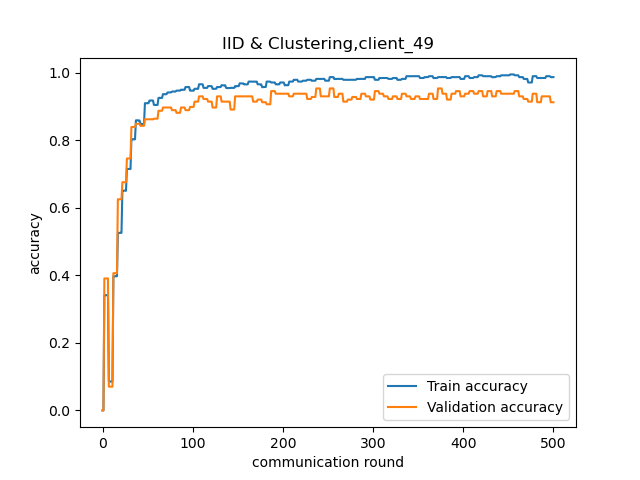 IID & Clustering,client_49
accuracy
1.0
0.8
0.6
0.4
0.2
0.0
0
100
200
300
400
500
communication round
Train accuracy
Validation accuracy